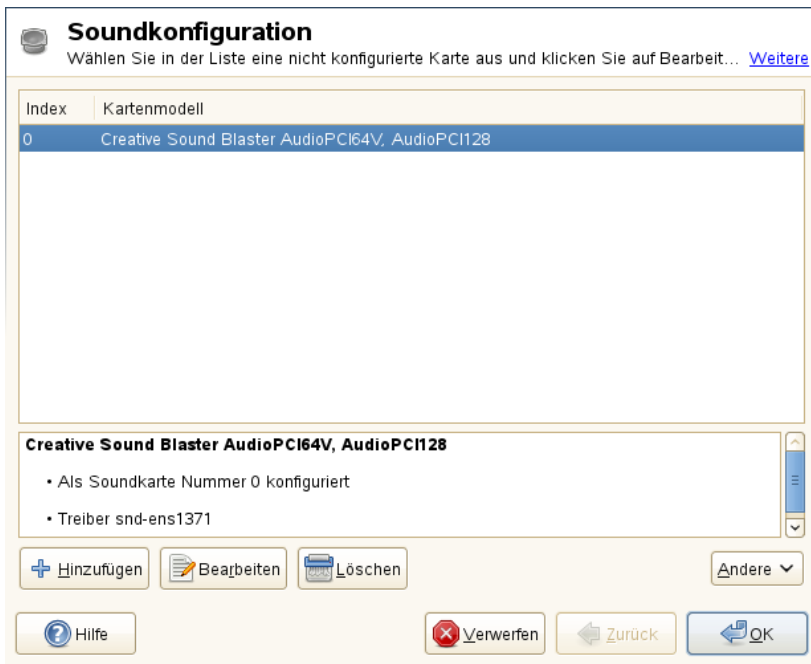 Soundkonfiguration
Wählen Sie in der Liste eine nicht konfigurierte Karte aus und klicken Sie auf Bearbeit... Weitere
Index Kartenmodell
0 Creative Sound Blaster AudioPCI64V, AudioPCI128
Creative Sound Blaster AudioPCI64V, AudioPCI128
• Als Soundkarte Nummer 0 konfiguriert
• Treiber snd-ens1371
Hinzufügen Bearbeiten Löschen Andere
Hilfe Verwerfen Zurück OK